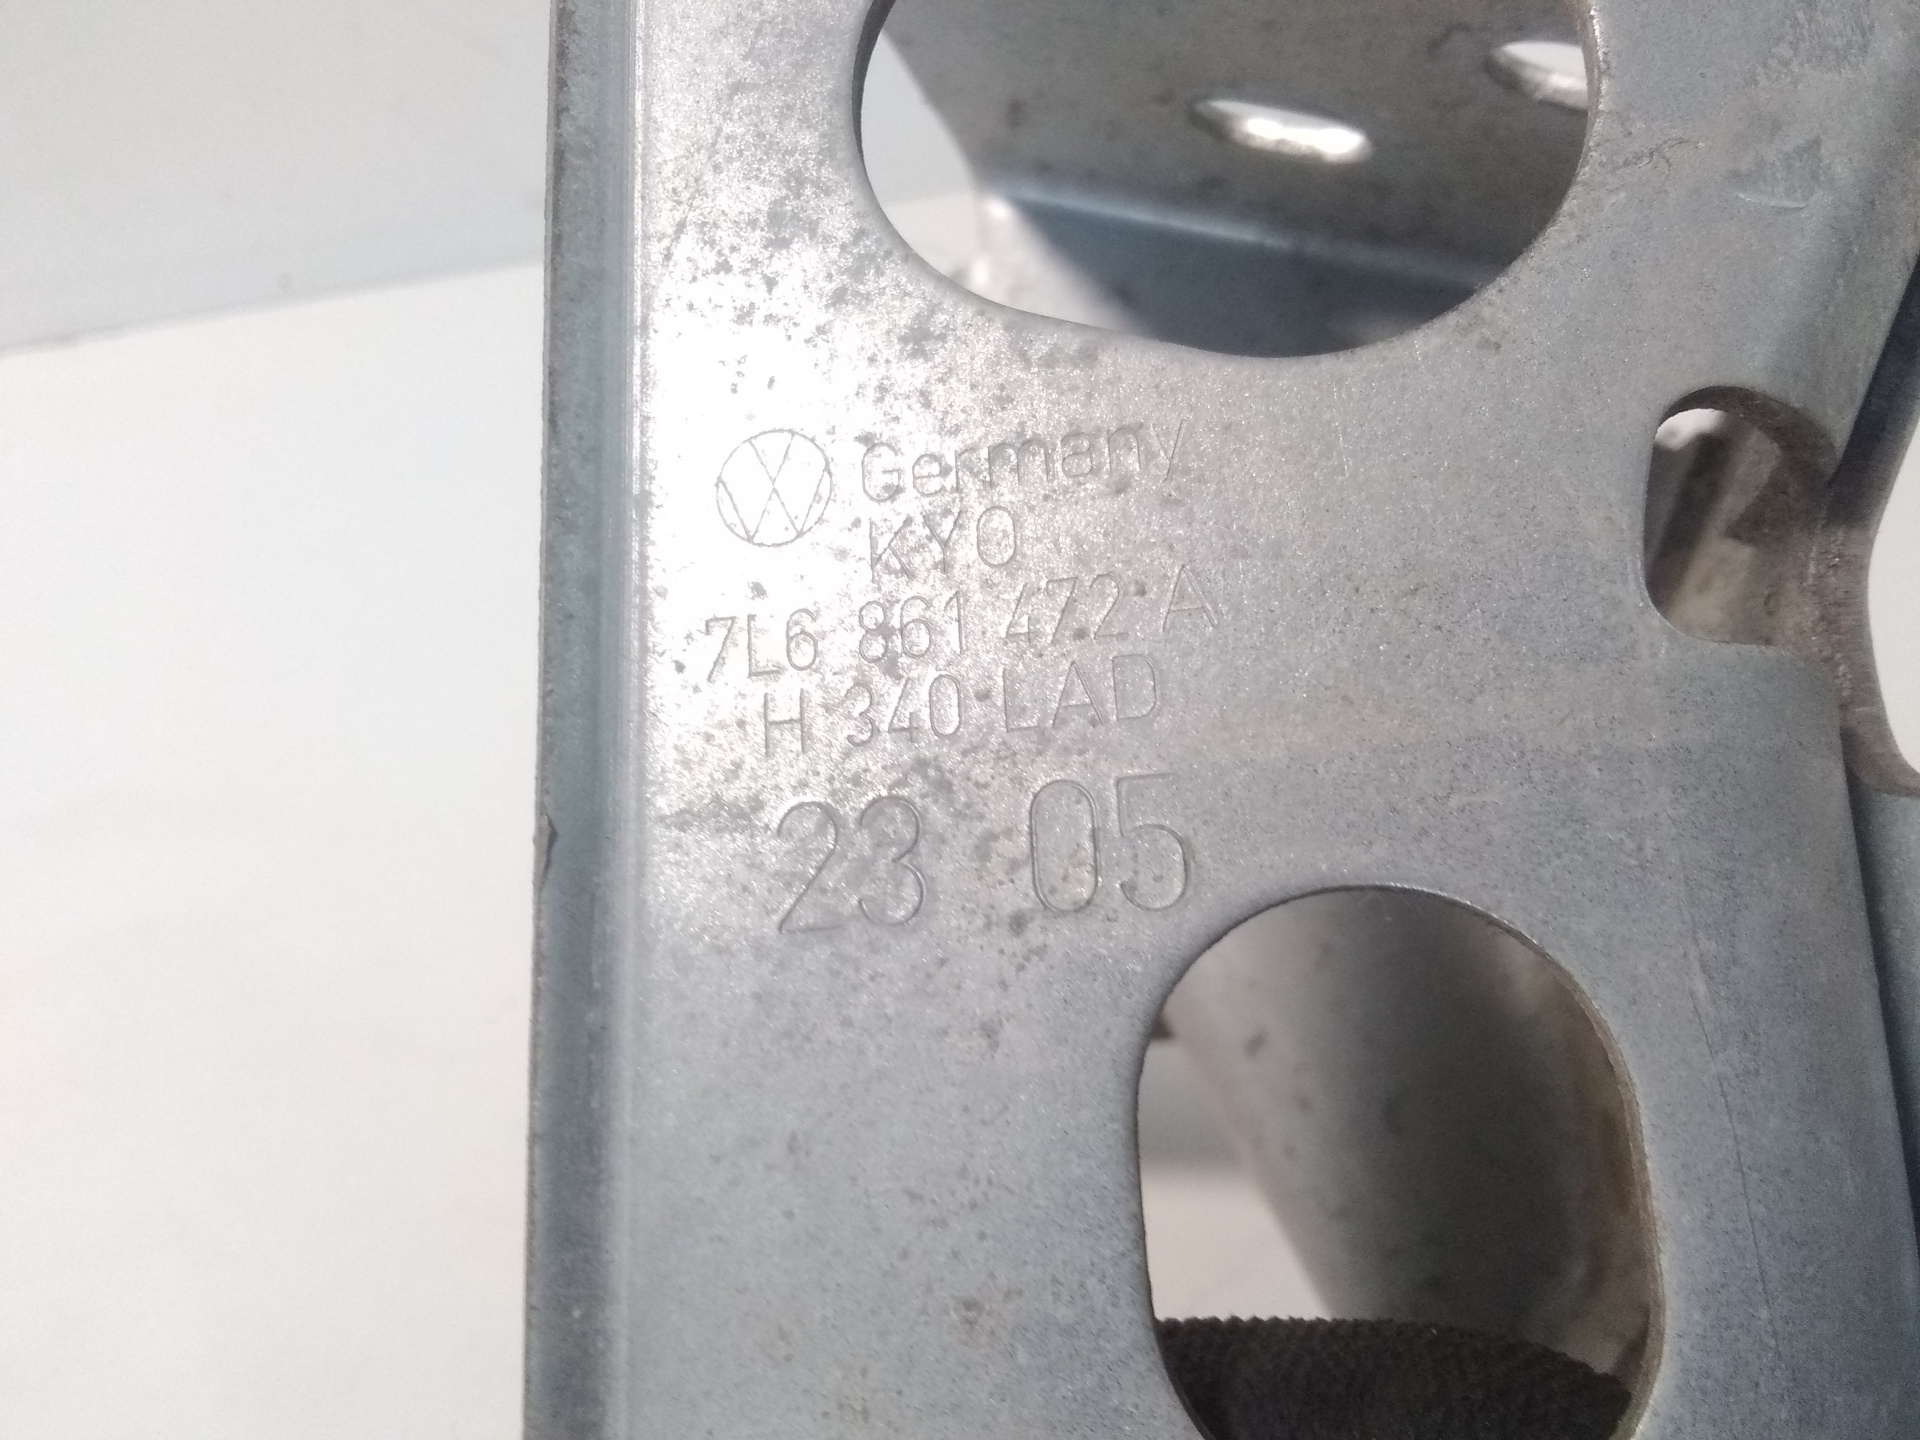 Germany
KYO
7L6 861 472 A
H 340 LAD
23 05